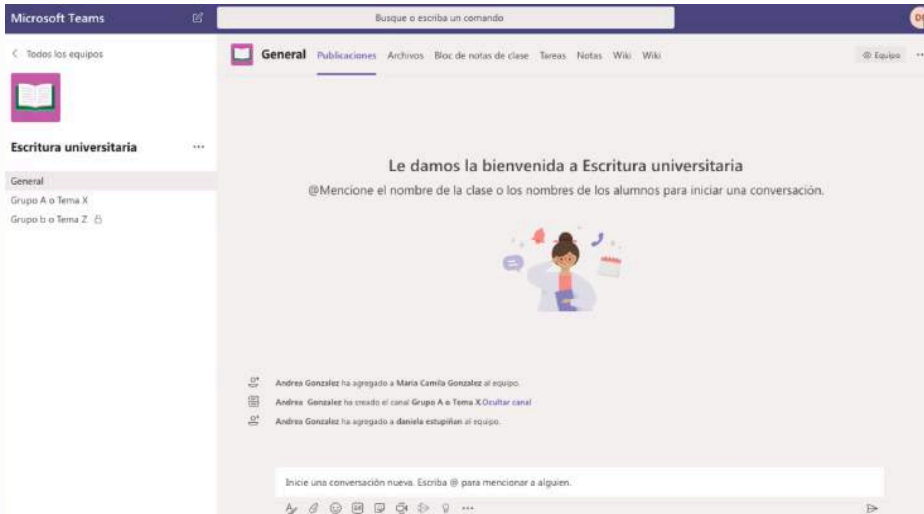 Microsoft Teams
Busque o escriba un comando
Todos los equipos
General Publicaciones Archivos Bloc de notas de clase Tareas Notas Wiki Wiki
Equipo
Escritura universitaria
General
Grupo A o Tema X
Grupo b o Tema Z
Le damos la bienvenida a Escritura universitaria
@Mencione el nombre de la clase o los nombres de los alumnos para iniciar una conversación.
Andrea Gonzalez ha agregado a Maria Camila Gonzalez al equipo.
Andrea Gonzalez ha creado el canal Grupo A o Tema X.Ocultar canal
Andrea Gonzalez ha agregado a daniela estupiñan al equipo.
Inicie una conversación nueva. Escriba @ para mencionar a alguien.